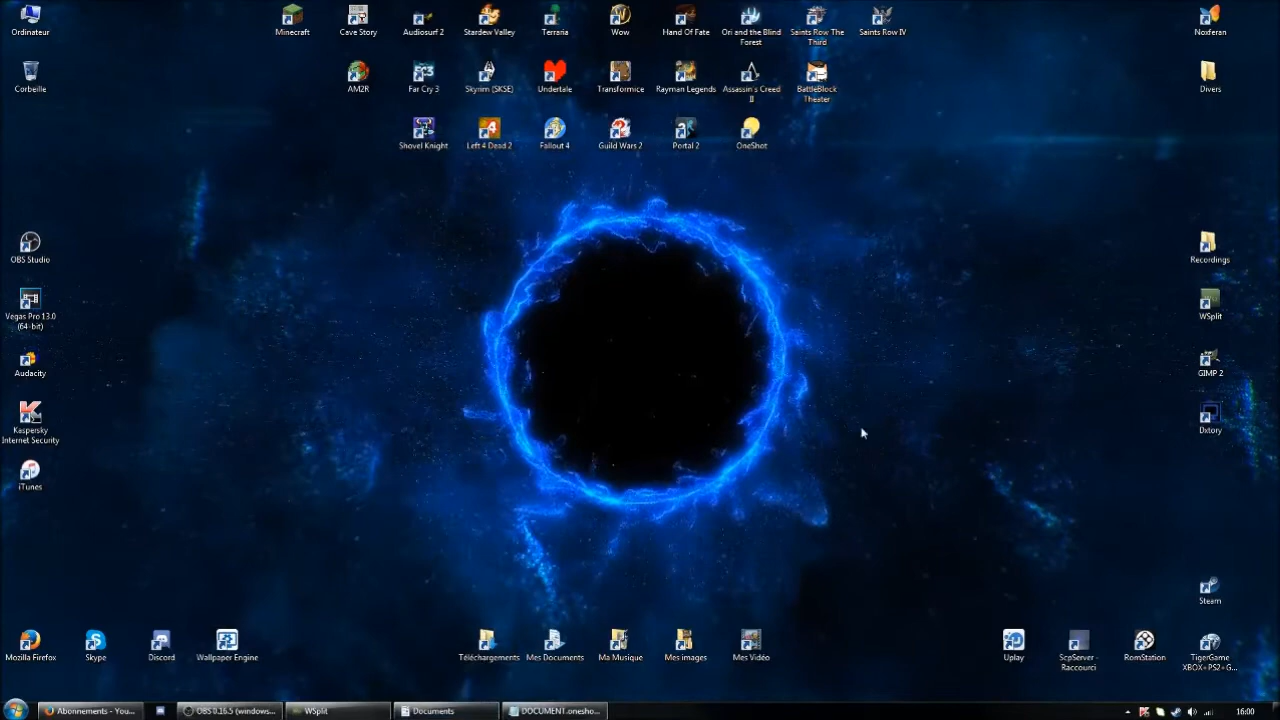 Ordinateur
Minecraft
Cave Story
Audiosurf 2
Stardew Valley
Terraria
Wow
Hand Of Fate
Ori and the Blind
Forest
Saints Row The
Third
Saints Row IV
Noxferan
Corbeille
AM2R
Far Cry 3
Skyrim (SKSE)
Undertale
Transformice
Rayman Legends
Assassin's Creed
II
BattleBlock
Theater
Divers
Shovel Knight
Left 4 Dead 2
Fallout 4
Guild Wars 2
Portal 2
OneShot
OBS Studio
Recordings
Vegas Pro 13.0
(64-bit)
WSplit
Audacity
GIMP 2
Kaspersky
Internet Security
Dxtory
iTunes
Steam
Mozilla Firefox
Skype
Discord
Wallpaper Engine
Téléchargements
Mes Documents
Ma Musique
Mes images
Mes Vidéo
Uplay
ScpServer -
Raccourci
RomStation
TigerGame
XBOX+PS2+G...
Abonnements - You...
OBS 0.16.5 (windows...
WSplit
Documents
DOCUMENT.onesho...
16:00